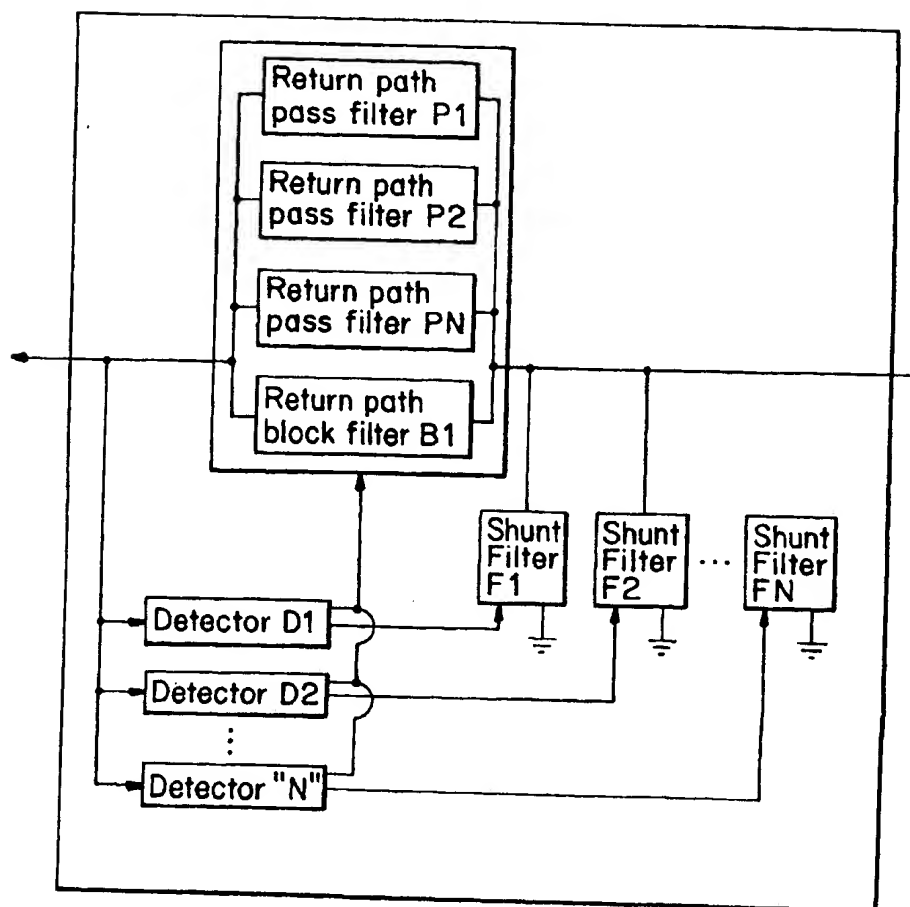 Return path
pass filter P1
Return path
pass filter P2
Return path
pass filter PN
Return path
block filter B1
Shunt
Filter
F1
Shunt
Filter
F2
...
Shunt
Filter
FN
Detector D1
Detector D2
Detector "N"